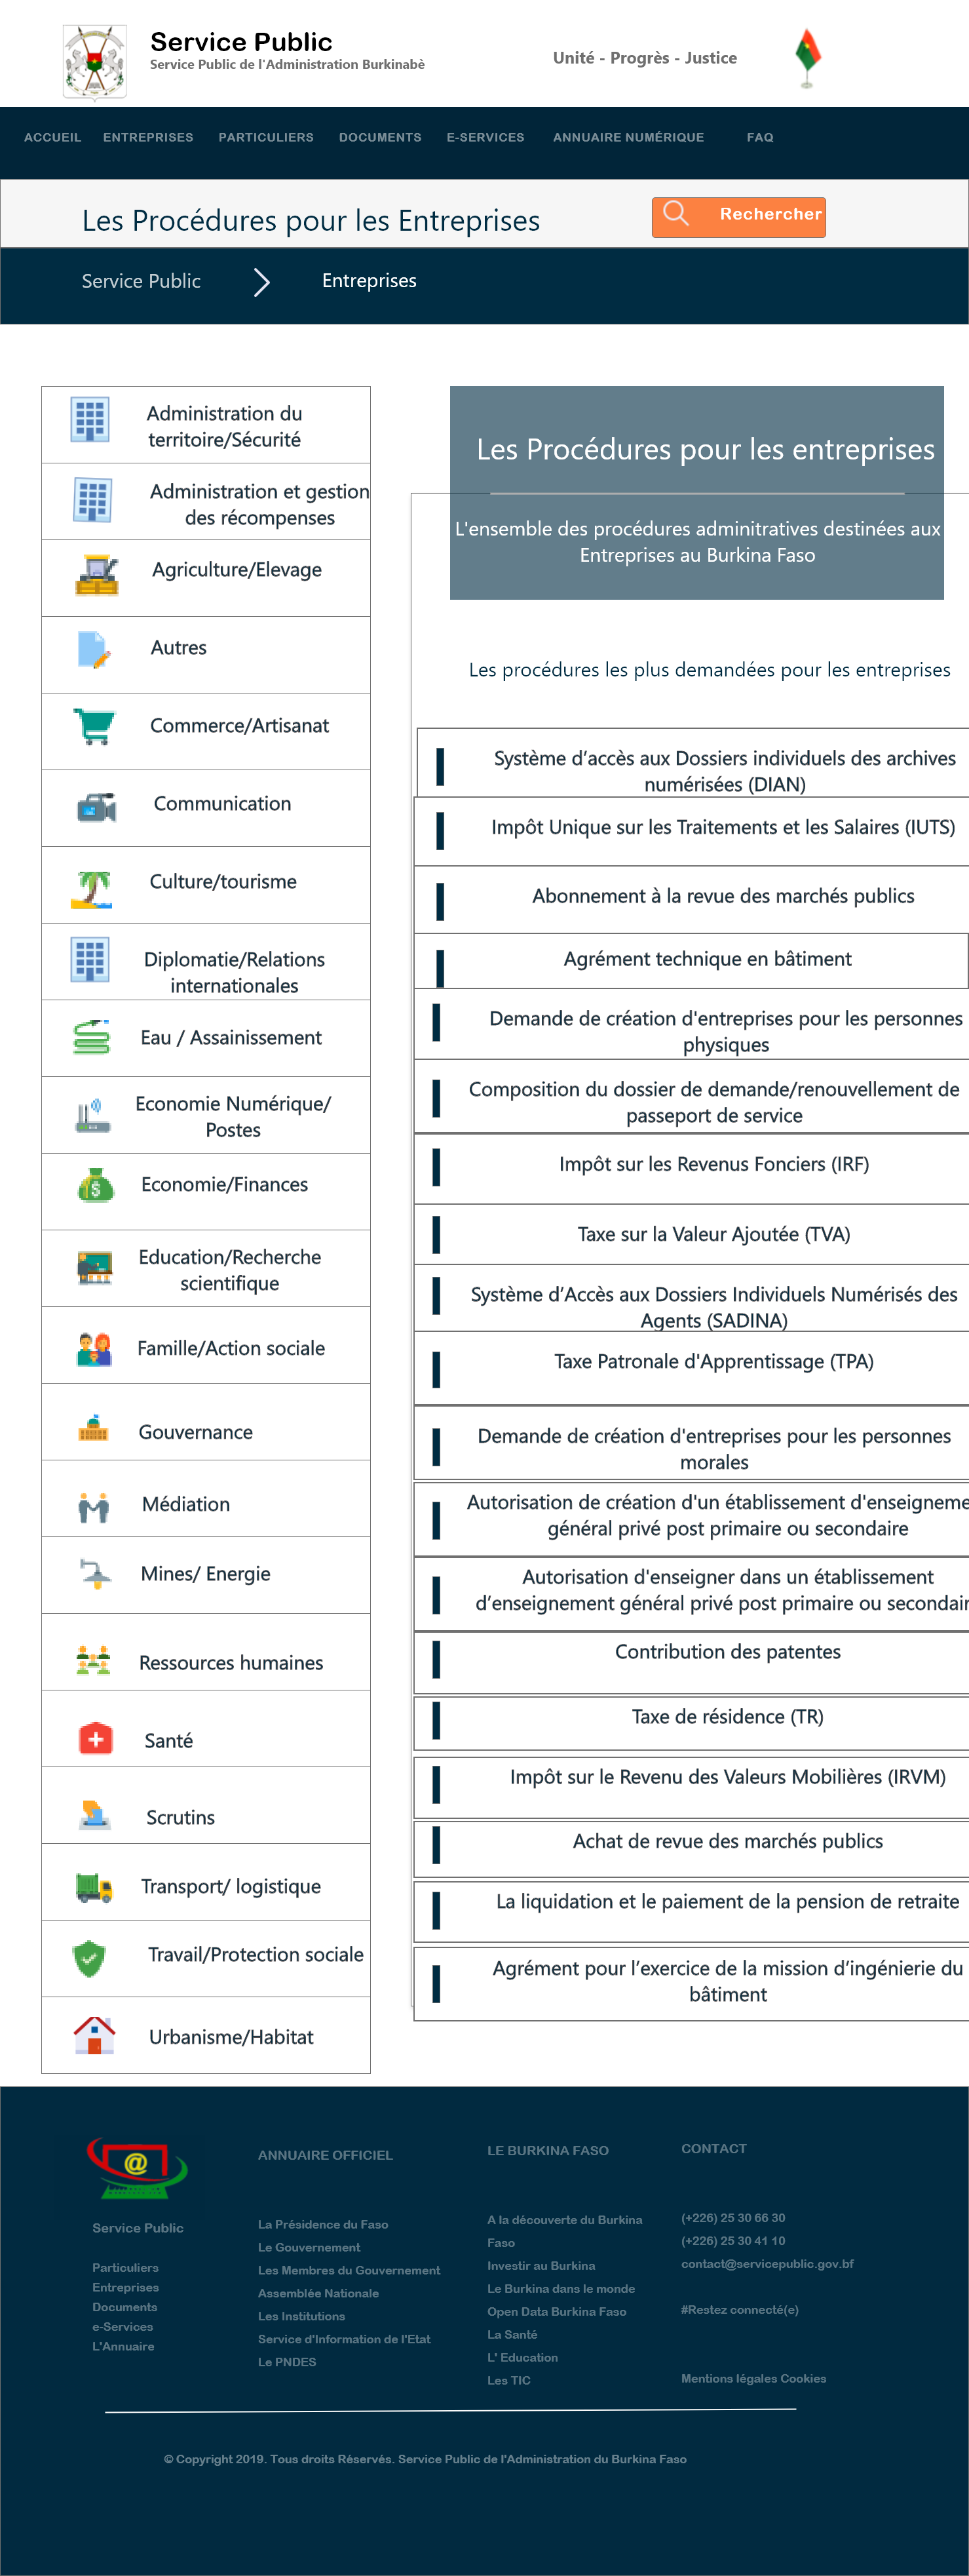 Service Public
Service Public de l'Administration Burkinabè
Unité - Progrès - Justice
ACCUEIL ENTREPRISES PARTICULIERS DOCUMENTS E-SERVICES ANNUAIRE NUMÉRIQUE FAQ
Les Procédures pour les Entreprises
Rechercher
Service Public
Entreprises
Administration du
territoire/Sécurité
Administration et gestion
des récompenses
Agriculture/Elevage
Autres
Commerce/Artisanat
Communication
Culture/tourisme
Diplomatie/Relations
internationales
Eau / Assainissement
Economie Numérique/
Postes
Economie/Finances
Education/Recherche
scientifique
Famille/Action sociale
Gouvernance
Médiation
Mines/ Energie
Ressources humaines
Santé
Scrutins
Transport/ logistique
Travail/Protection sociale
Urbanisme/Habitat
Les Procédures pour les entreprises
L'ensemble des procédures adminitratives destinées aux
Entreprises au Burkina Faso
Les procédures les plus demandées pour les entreprises
Système d’accès aux Dossiers individuels des archives
numérisées (DIAN)
Impôt Unique sur les Traitements et les Salaires (IUTS)
Abonnement à la revue des marchés publics
Agrément technique en bâtiment
Demande de création d'entreprises pour les personnes
physiques
Composition du dossier de demande/renouvellement de
passeport de service
Impôt sur les Revenus Fonciers (IRF)
Taxe sur la Valeur Ajoutée (TVA)
Système d’Accès aux Dossiers Individuels Numérisés des
Agents (SADINA)
Taxe Patronale d'Apprentissage (TPA)
Demande de création d'entreprises pour les personnes
morales
Autorisation de création d'un établissement d'enseigneme
général privé post primaire ou secondaire
Autorisation d'enseigner dans un établissement
d’enseignement général privé post primaire ou secondair
Contribution des patentes
Taxe de résidence (TR)
Impôt sur le Revenu des Valeurs Mobilières (IRVM)
Achat de revue des marchés publics
La liquidation et le paiement de la pension de retraite
Agrément pour l’exercice de la mission d’ingénierie du
bâtiment
@
Service Public
Particuliers
Entreprises
Documents
e-Services
L'Annuaire
ANNUAIRE OFFICIEL
La Présidence du Faso
Le Gouvernement
Les Membres du Gouvernement
Assemblée Nationale
Les Institutions
Service d'Information de l'Etat
Le PNDES
LE BURKINA FASO
A la découverte du Burkina
Faso
Investir au Burkina
Le Burkina dans le monde
Open Data Burkina Faso
La Santé
L' Education
Les TIC
CONTACT
(+226) 25 30 66 30
(+226) 25 30 41 10
contact@servicepublic.gov.bf
#Restez connecté(e)
Mentions légales Cookies
© Copyright 2019. Tous droits Réservés. Service Public de l'Administration du Burkina Faso